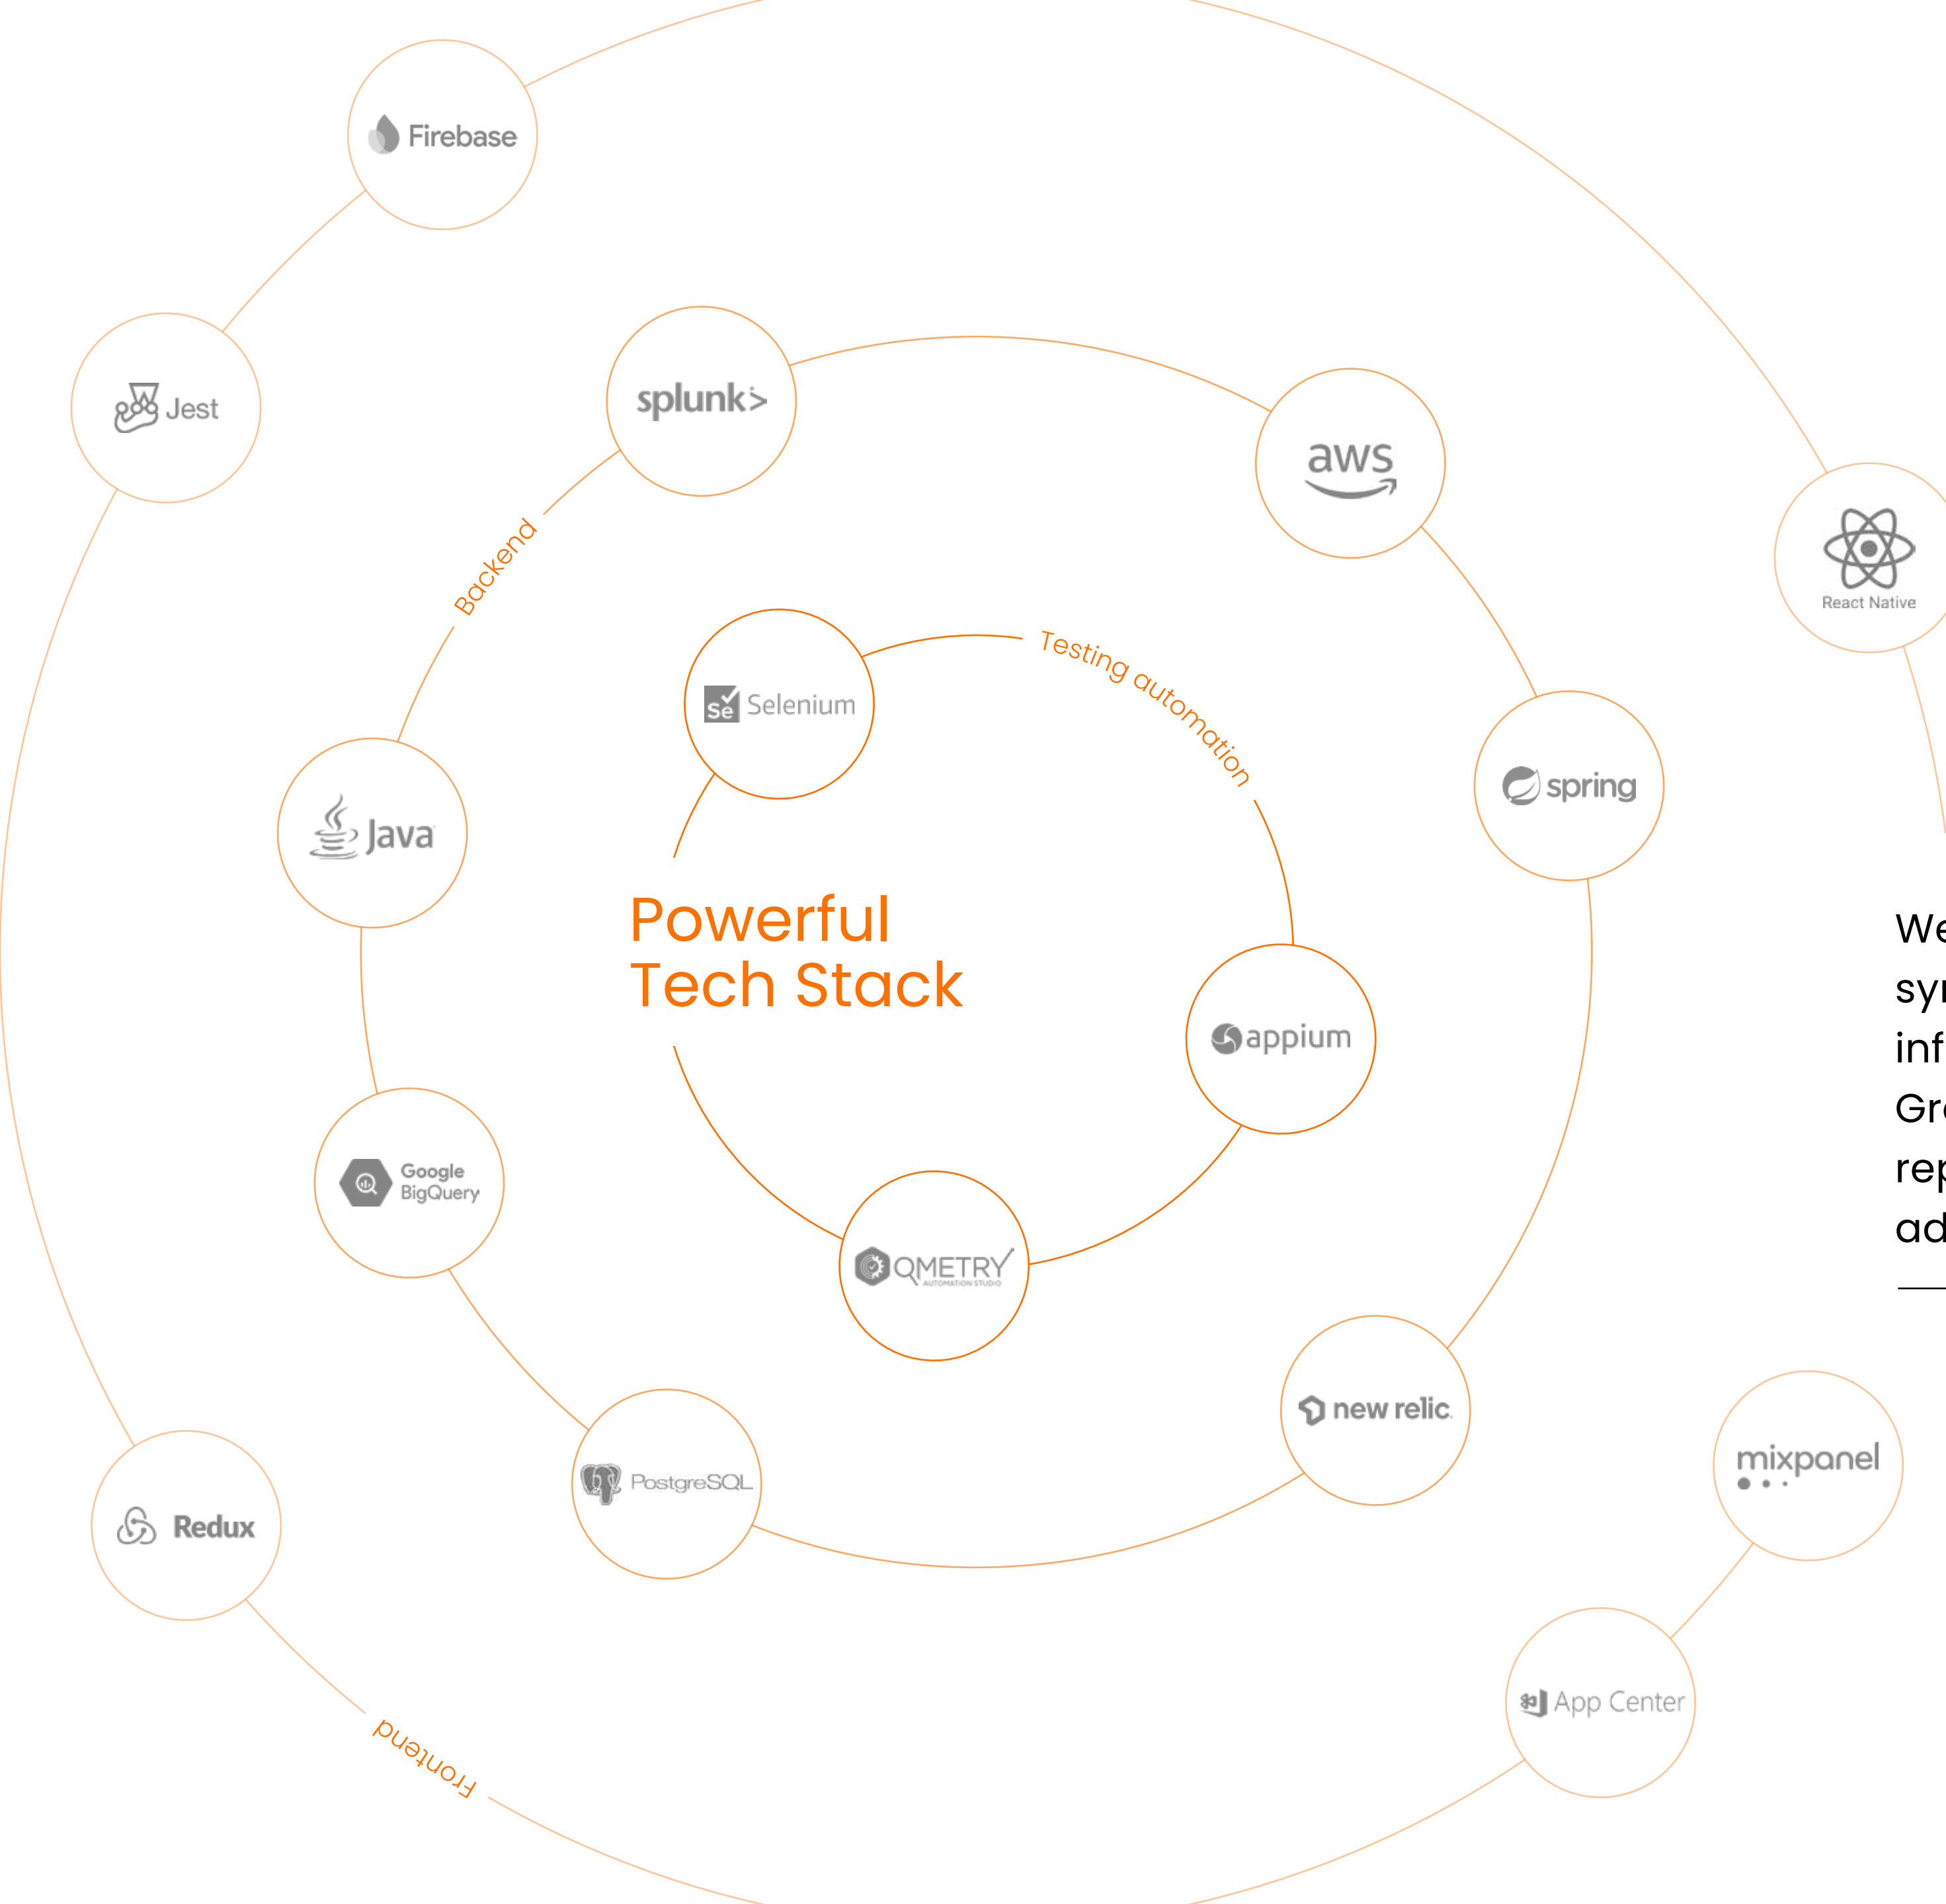 Firebase
Jest
splunk>
aws
React Native
Backend
Testing automation
Se Selenium
spring
Java
Powerful
Tech Stack
appium
Google
BigQuery
QMETRY
AUTOMATION STUDIO
new relic.
mixpanel
PostgreSQL
Redux
App Center
Frontend